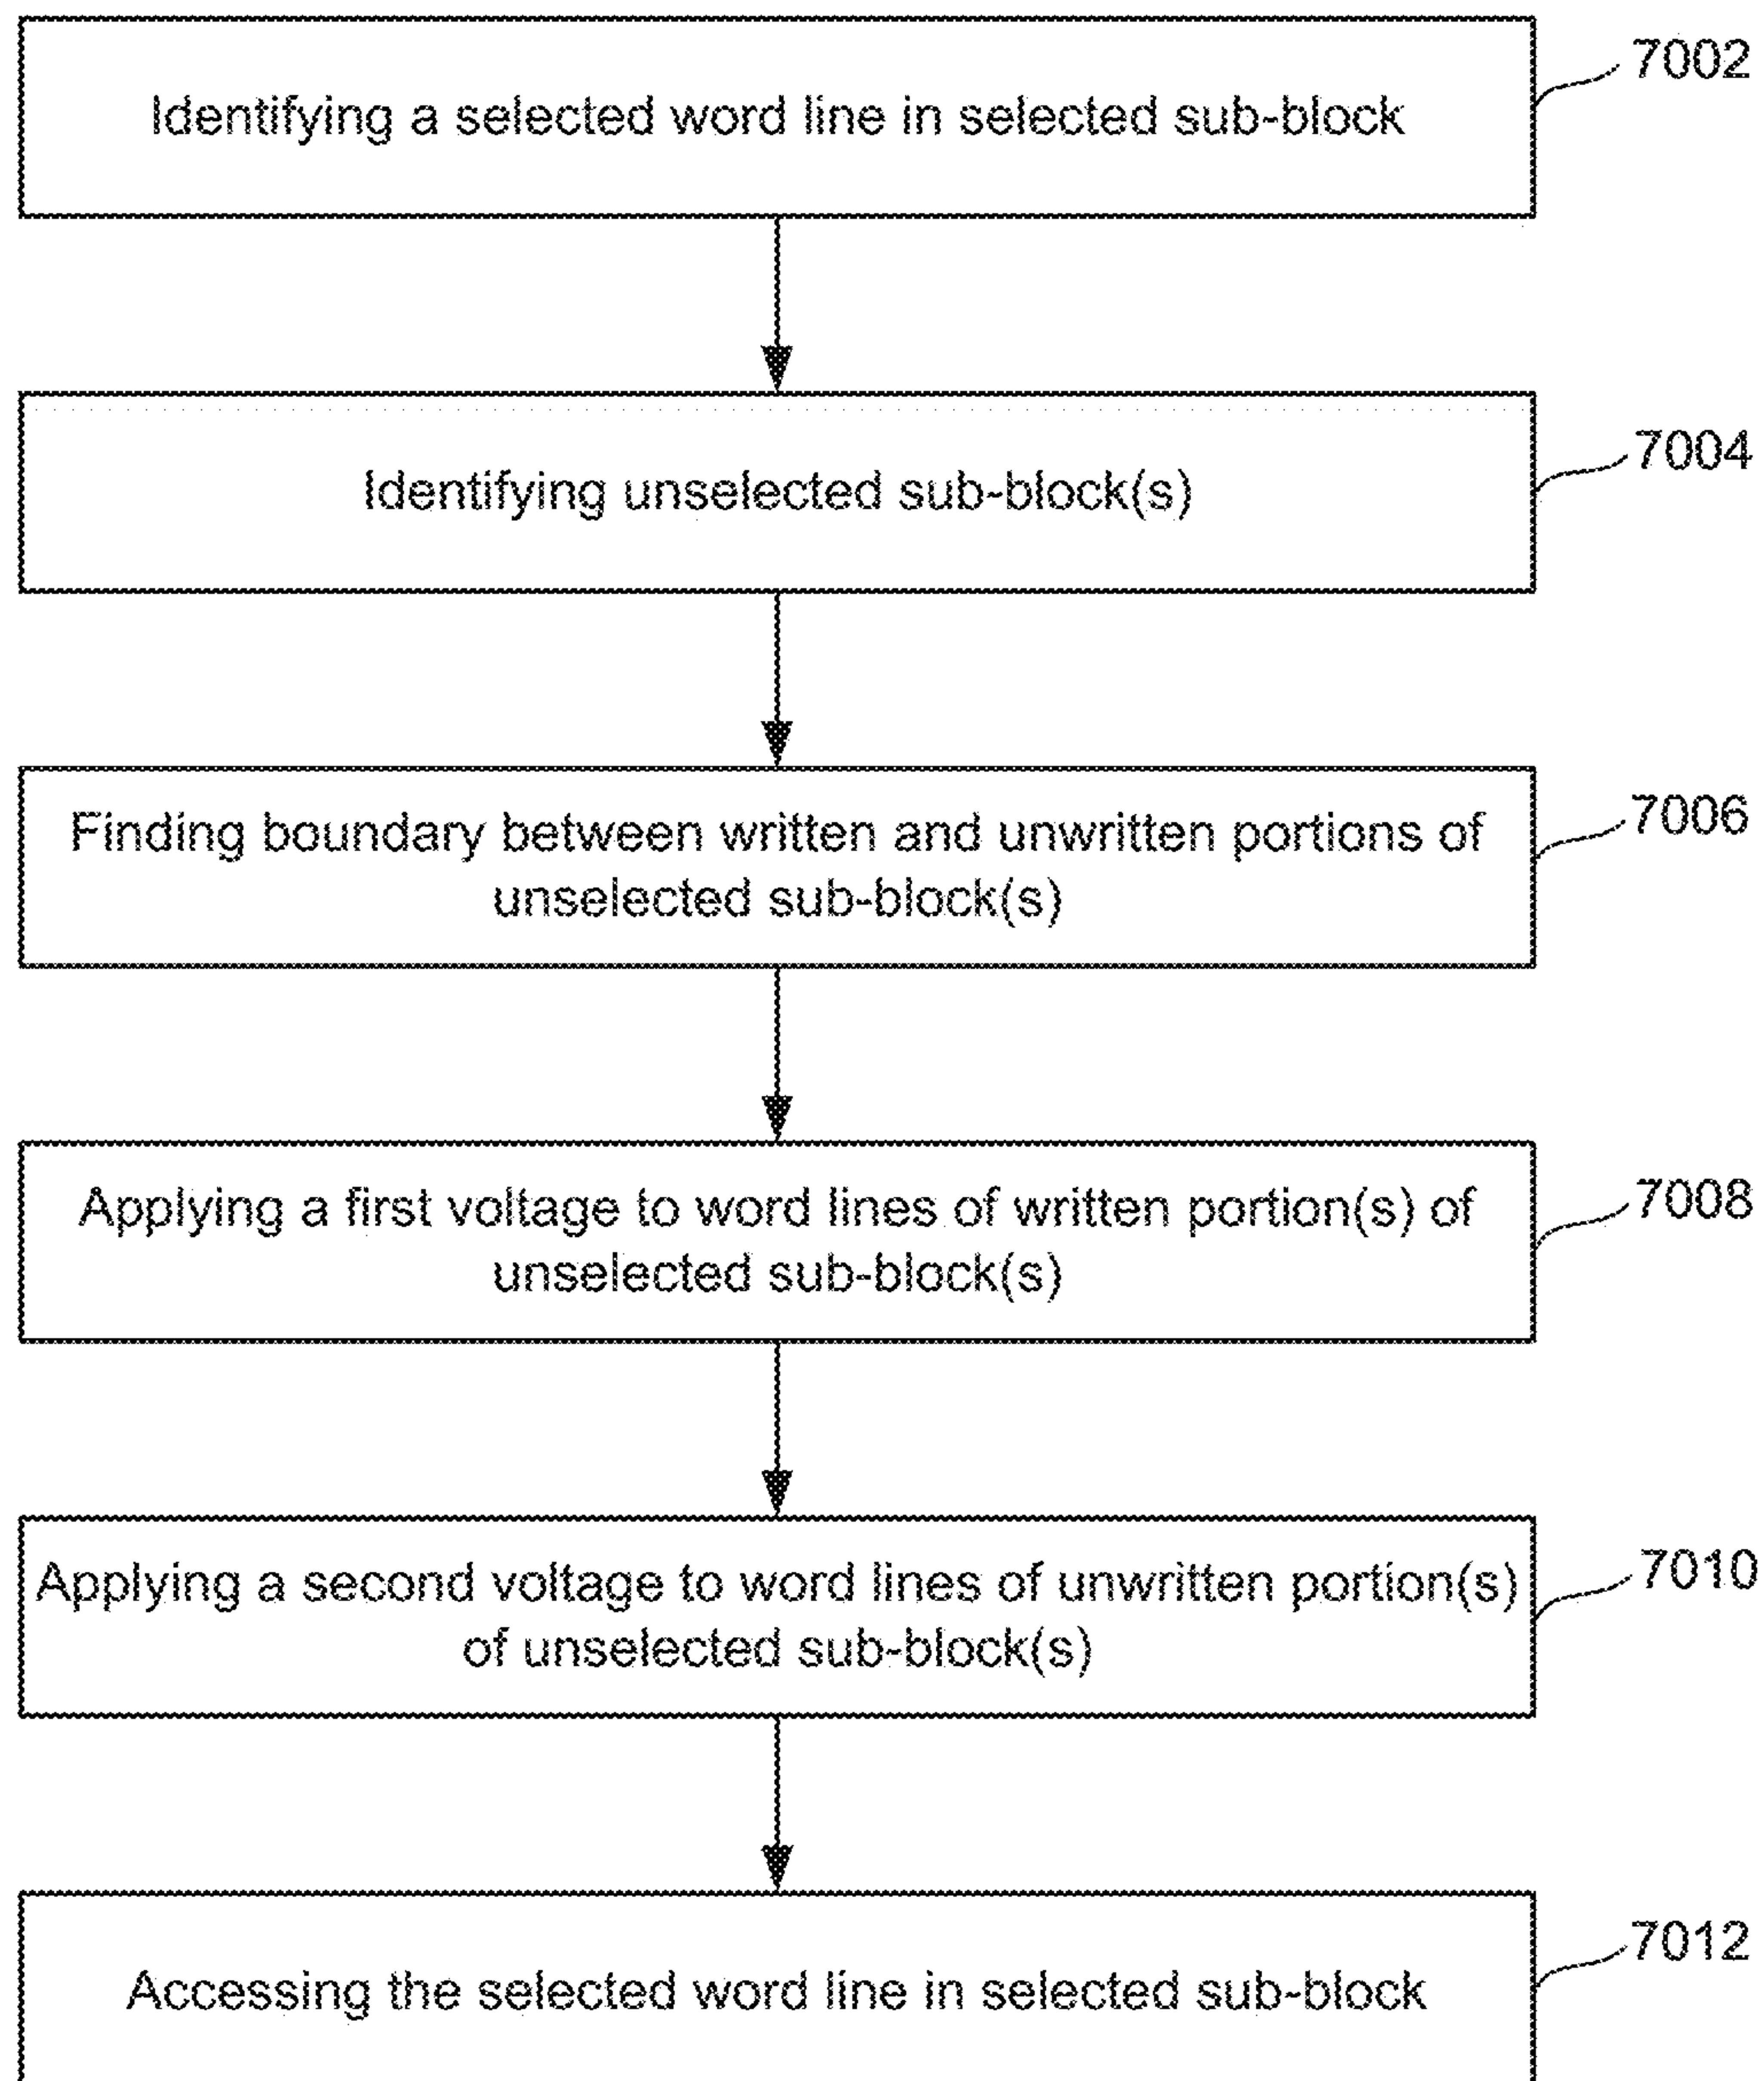 Identifying a selected word line in selected sub-block
7002
Identifying unselected sub-block(s)
7004
Finding boundary between written and unwritten portions of
unselected sub-block(s)
7006
Applying a first voltage to word lines of written portion(s) of
unselected sub-block(s)
7008
Applying a second voltage to word lines of unwritten portion(s)
of unselected sub-block(s)
7010
Accessing the selected word line in selected sub-block
7012